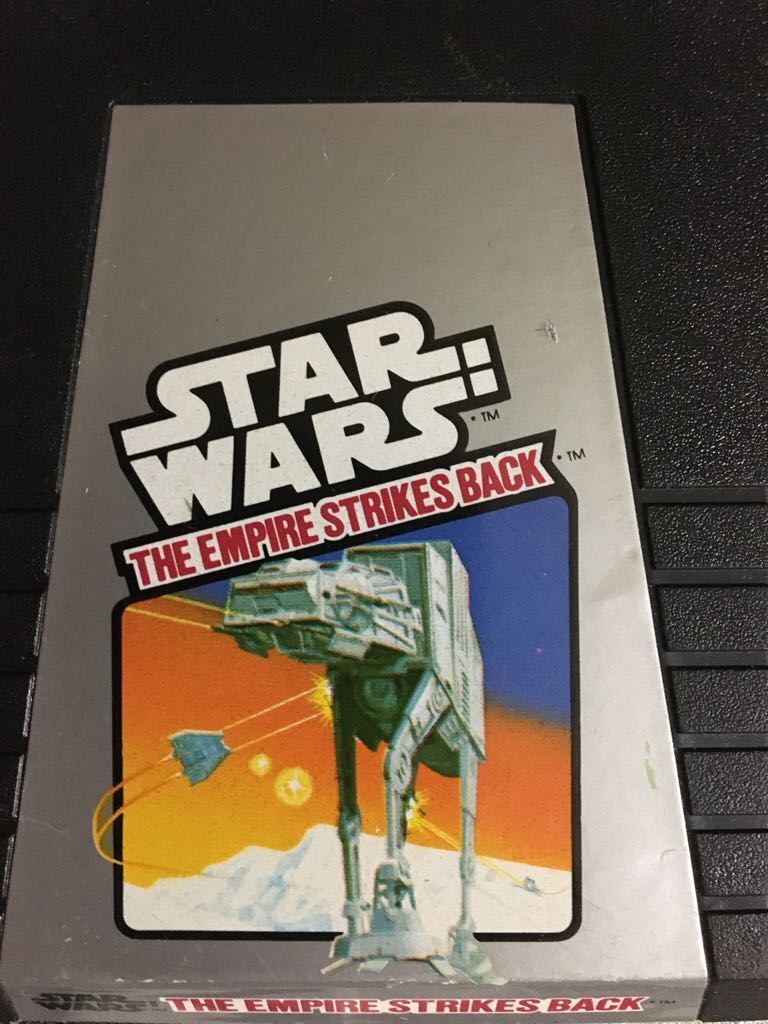 STAR
WARS
• TM
THE EMPIRE STRIKES BACK • TM
STAR WARS: THE EMPIRE STRIKES BACK • TM